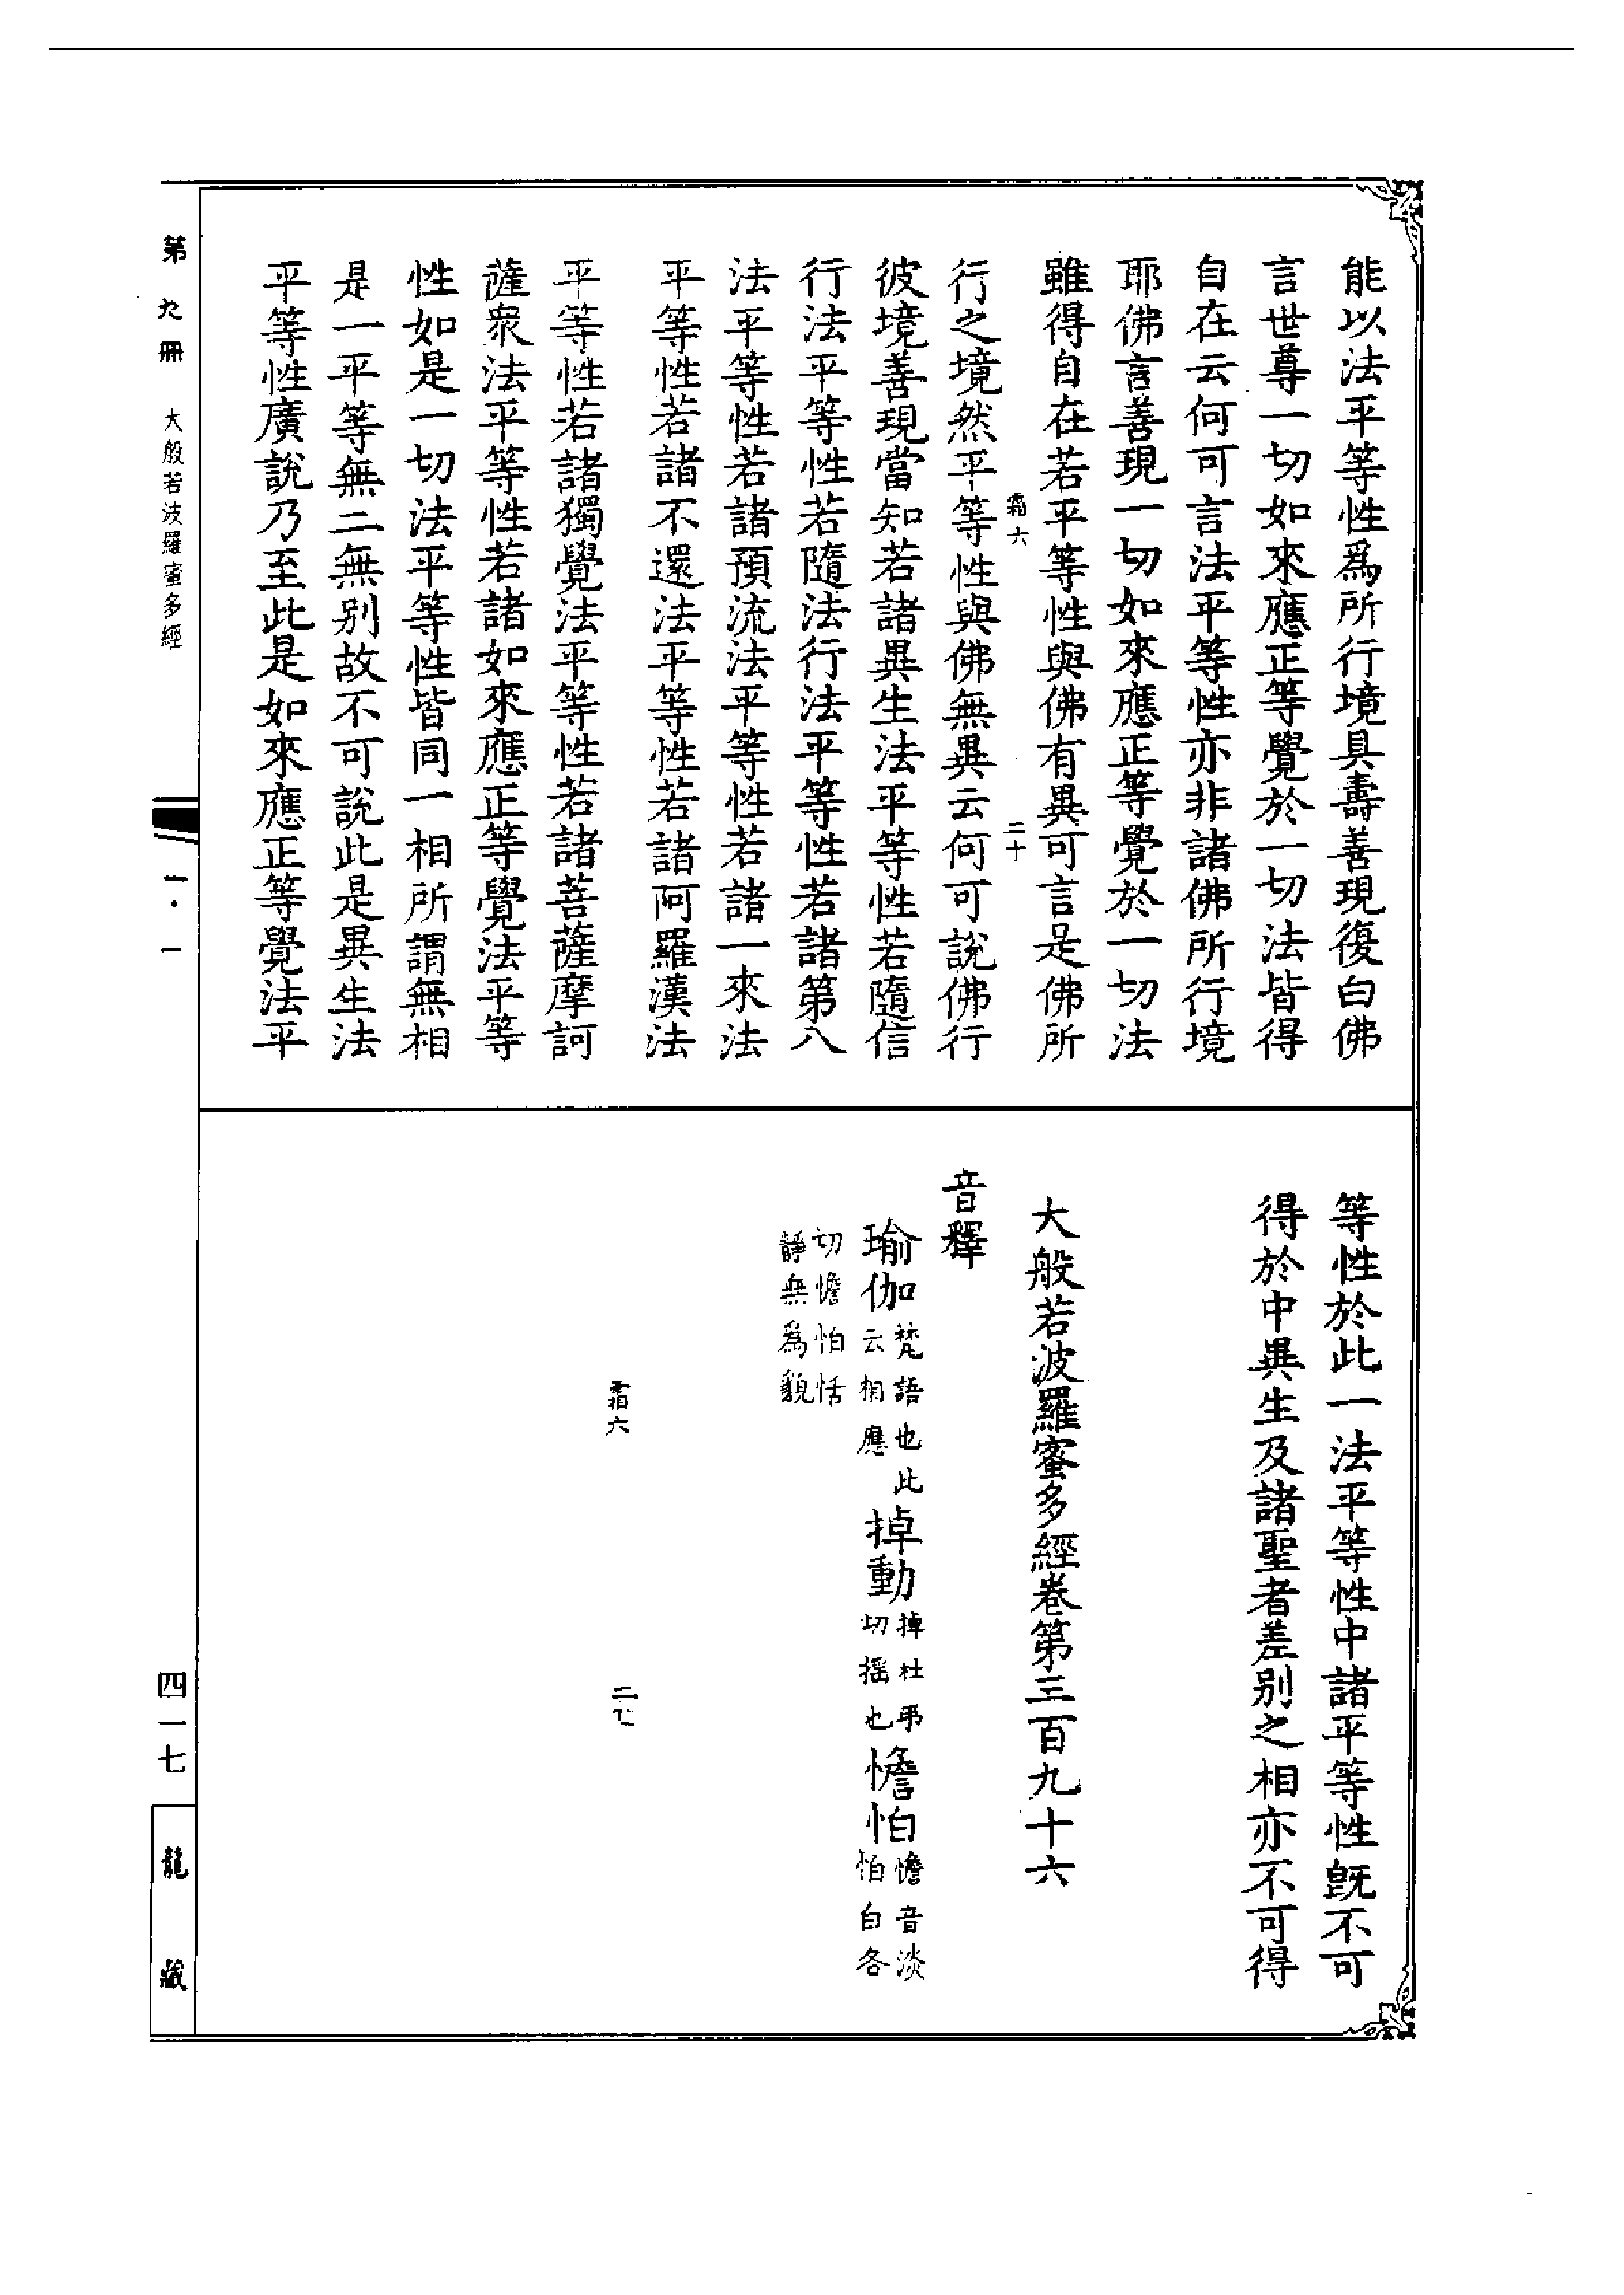 能以法平等性爲所行境具壽善現復白佛
言世尊一切如來應正等覺於一切法皆得
自在云何可言法平等性亦非諸佛所行境
耶佛言善現一切如來應正等覺於一切法
雖得自在若平等性與佛有異可言是佛所
霜六
二十
行之境然平等性與佛無異云何可說佛行
彼境善現當知若諸異生法平等性若隨信
行法平等性若隨法行法平等性若諸第八
法平等性若諸預流法平等性若諸一來法
平等性若諸不還法平等性若諸阿羅漢法
平等性若諸獨覺法平等性若諸菩薩摩訶
薩衆法平等性若諸如來應正等覺法平等
性如是一切法平等性皆同一相所謂無相
是一平等無二無別故不可說此是異生法
平等性廣說乃至此是如來應正等覺法平
等性於此一法平等性中諸平等性旣不可
得於中異生及諸聖者差別之相亦不可得
大般若波羅蜜多經卷第三百九十六
音釋
瑜伽梵語也此云相應 掉動掉杜弔切搖也憺怕憺音淡怕白各
切憺怕恬靜無爲貌
霜六
第九冊 大般若波羅蜜多經
一·一
四一七
龍藏